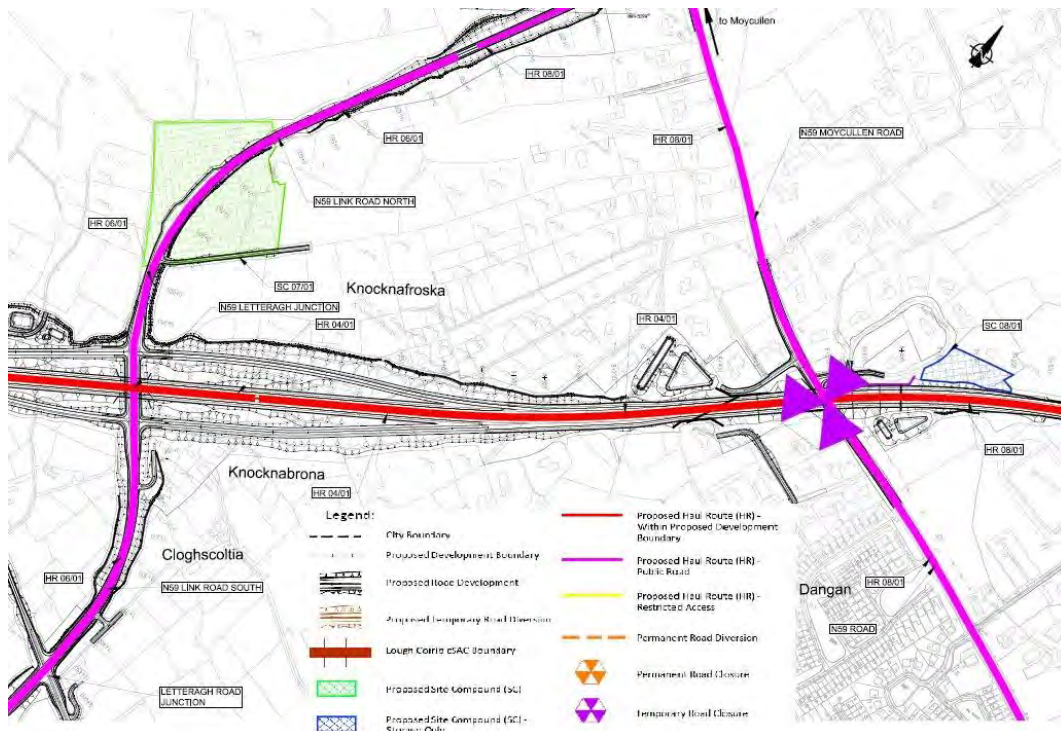 to Moycullen
HR 08/01
HR 06/01
HR 08/01
N59 MOYCULLEN ROAD
N59 LINK ROAD NORTH
HR 06/01
SC 07/01
Knocknafroska
N59 LETTERAGH JUNCTION
HR 04/01
HR 04/01
SC 08/01
Knocknabrona
HR 04/01
HR 08/01
Cloghscoltia
HR 06/01
N59 LINK ROAD SOUTH
Dangan
HR 08/01
N59 ROAD
LETTERAGH ROAD
JUNCTION
Legend:
City Boundary
Proposed Development Boundary
Proposed Road Development
Proposed Temporary Road Diversion
Lough Corrib cSAC Boundary
Proposed Site Compound (SC)
Proposed Site Compound (SC) -
Storage Only
Proposed Haul Route (HR) -
Within Proposed Development
Boundary
Proposed Haul Route (HR) -
Public Road
Proposed Haul Route (HR) -
Restricted Access
Permanent Road Diversion
Permanent Road Closure
Temporary Road Closure